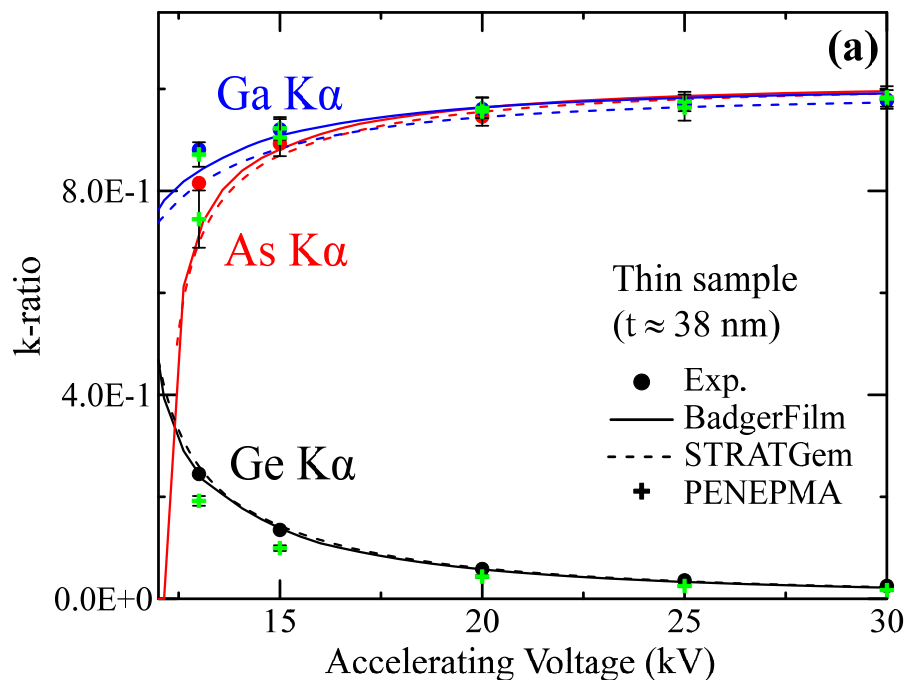 (a)
Ga Kα
8.0E-1
As Kα
k-ratio
Thin sample
(t ≈ 38 nm)
Exp.
4.0E-1
BadgerFilm
STRATGem
Ge Kα
PENEPMA
0.0E+0
15
20
25
30
Accelerating Voltage (kV)